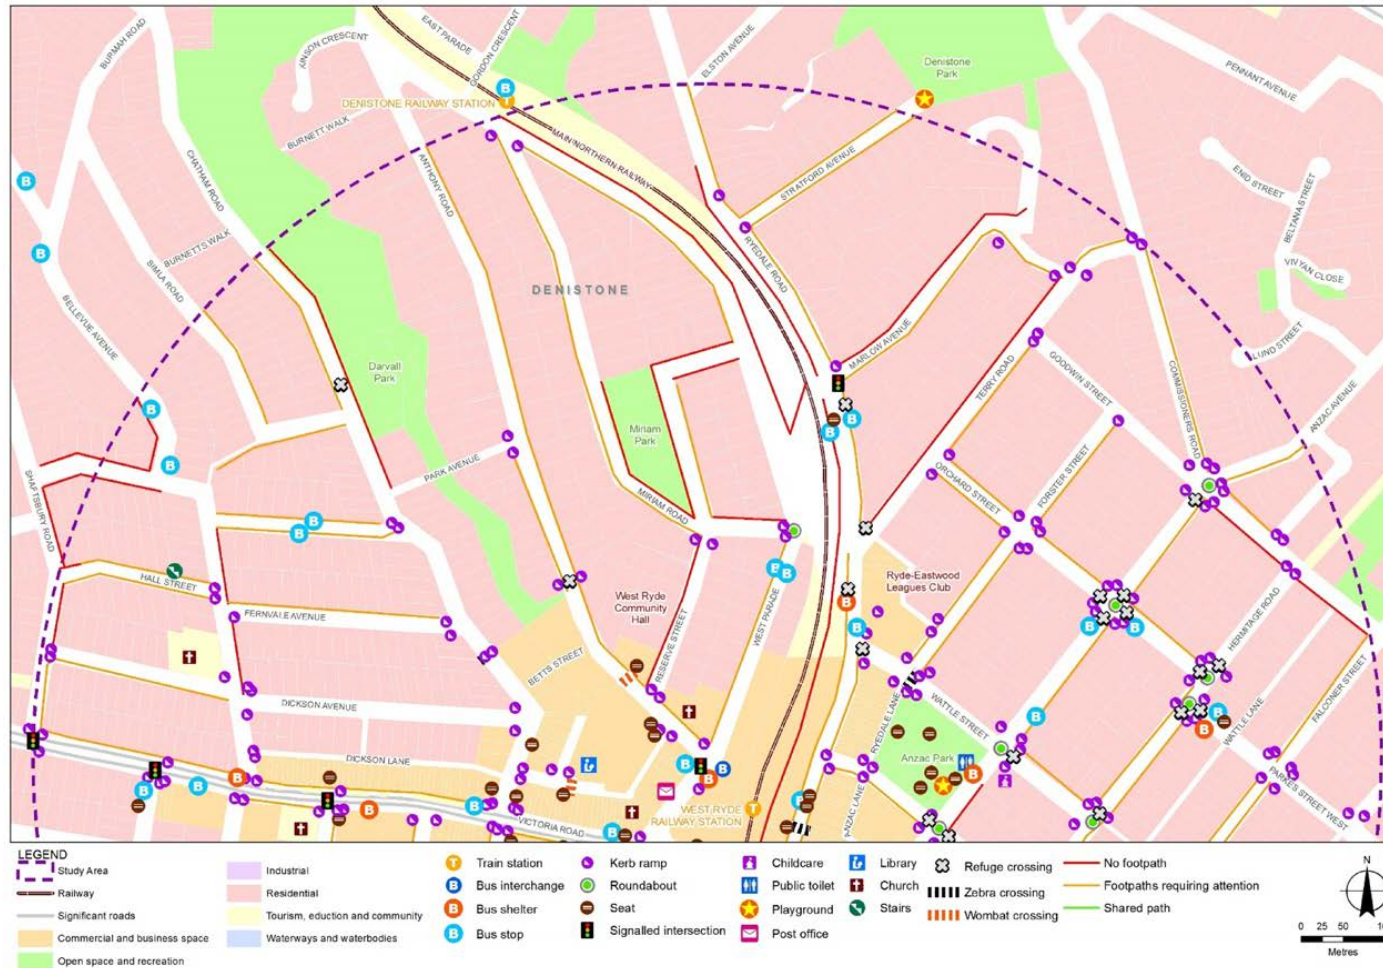 BURMAH ROAD
KINSON CRESCENT
EAST PARADE
GORDON CRESCENT
ELSTON AVENUE
Denistone
Park
PENNANT AVENUE
B
DENISTONE RAILWAY STATION
T
BURNETT WALK
MAIN NORTHERN RAILWAY
CHATHAM ROAD
ANTHONY ROAD
STRATFORD AVENUE
ENID STREET
BELTANA STREET
B
B
BURNETTS WALK
SIMLA ROAD
RYEDALE ROAD
VIVYAN CLOSE
DENISTONE
BELLEVUE AVENUE
MARLOW AVENUE
LUND STREET
Darvall
Park
TERRY ROAD
GOODWIN STREET
COMMISSIONERS ROAD
ANZAC AVENUE
B
B
B
Miriam
Park
B
PARK AVENUE
SHAFTSBURY ROAD
ORCHARD STREET
FORSTER STREET
MIRIAM ROAD
B
B
HALL STREET
B
B
Ryde-Eastwood
Leagues Club
West Ryde
Community
Hall
FERNVALE AVENUE
RESERVE STREET
WEST PARADE
B
B
B
B
HERMITAGE ROAD
BETTS STREET
WATTLE STREET
RYEDALE LANE
WATTLE LANE
FALCONER STREET
DICKSON AVENUE
B
B
B
DICKSON LANE
Anzac Park
PARKES STREET WEST
B
B
B
B
B
B
B
B
B
B
B
WEST RYDE
RAILWAY STATION
T
ANZAC LANE
VICTORIA ROAD
LEGEND
Study Area
Railway
Significant roads
Commercial and business space
Open space and recreation
Industrial
Residential
Tourism, eduction and community
Waterways and waterbodies
T Train station
B Bus interchange
B Bus shelter
B Bus stop
Kerb ramp
Roundabout
Seat
Signalled intersection
Childcare
Public toilet
Playground
Post office
Library
Church
Stairs
Refuge crossing
Zebra crossing
Wombat crossing
No footpath
Footpaths requiring attention
Shared path
N
0 25 50
Metres